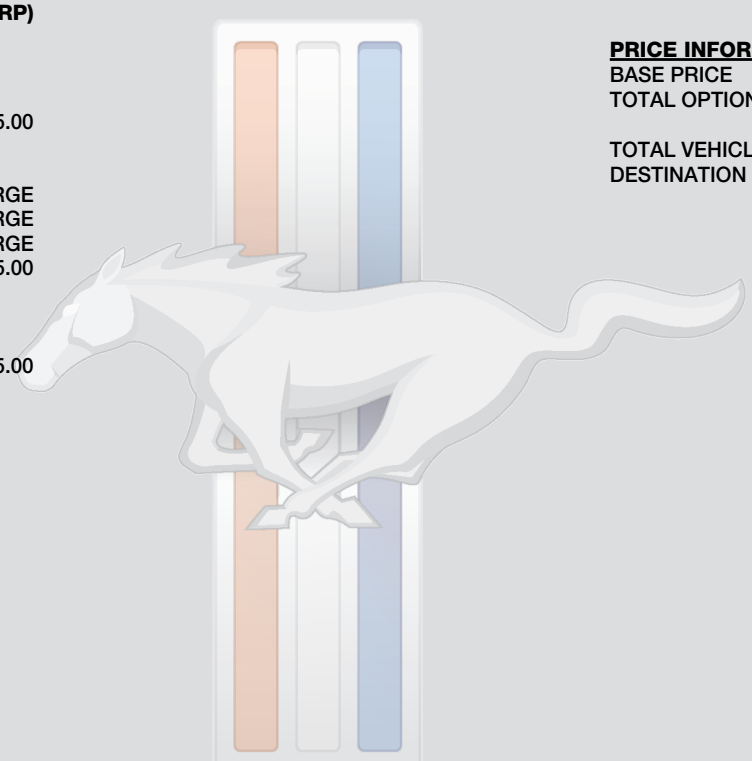 RP)
5.00
RGE
RGE
RGE
5.00
5.00
PRICE INFOR
BASE PRICE
TOTAL OPTION
TOTAL VEHICL
DESTINATION